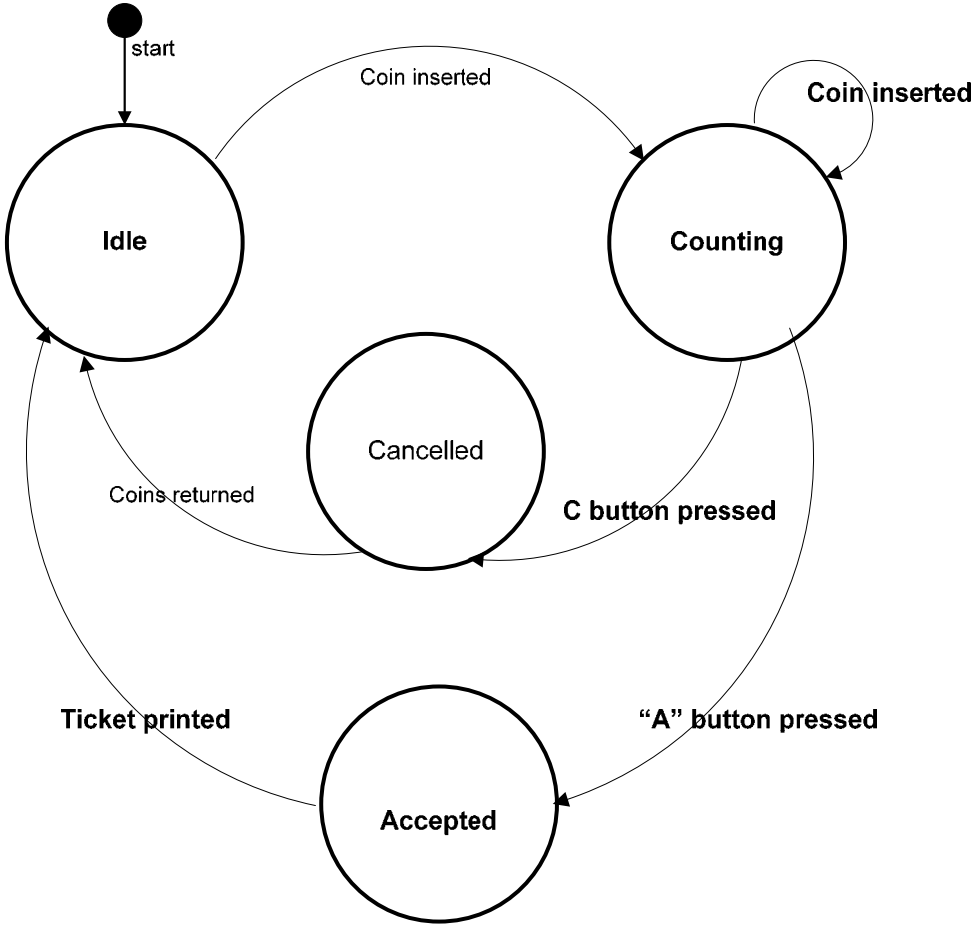 start
Coin inserted
Coin inserted
Idle
Counting
Cancelled
Coins returned
C button pressed
Ticket printed
“A” button pressed
Accepted